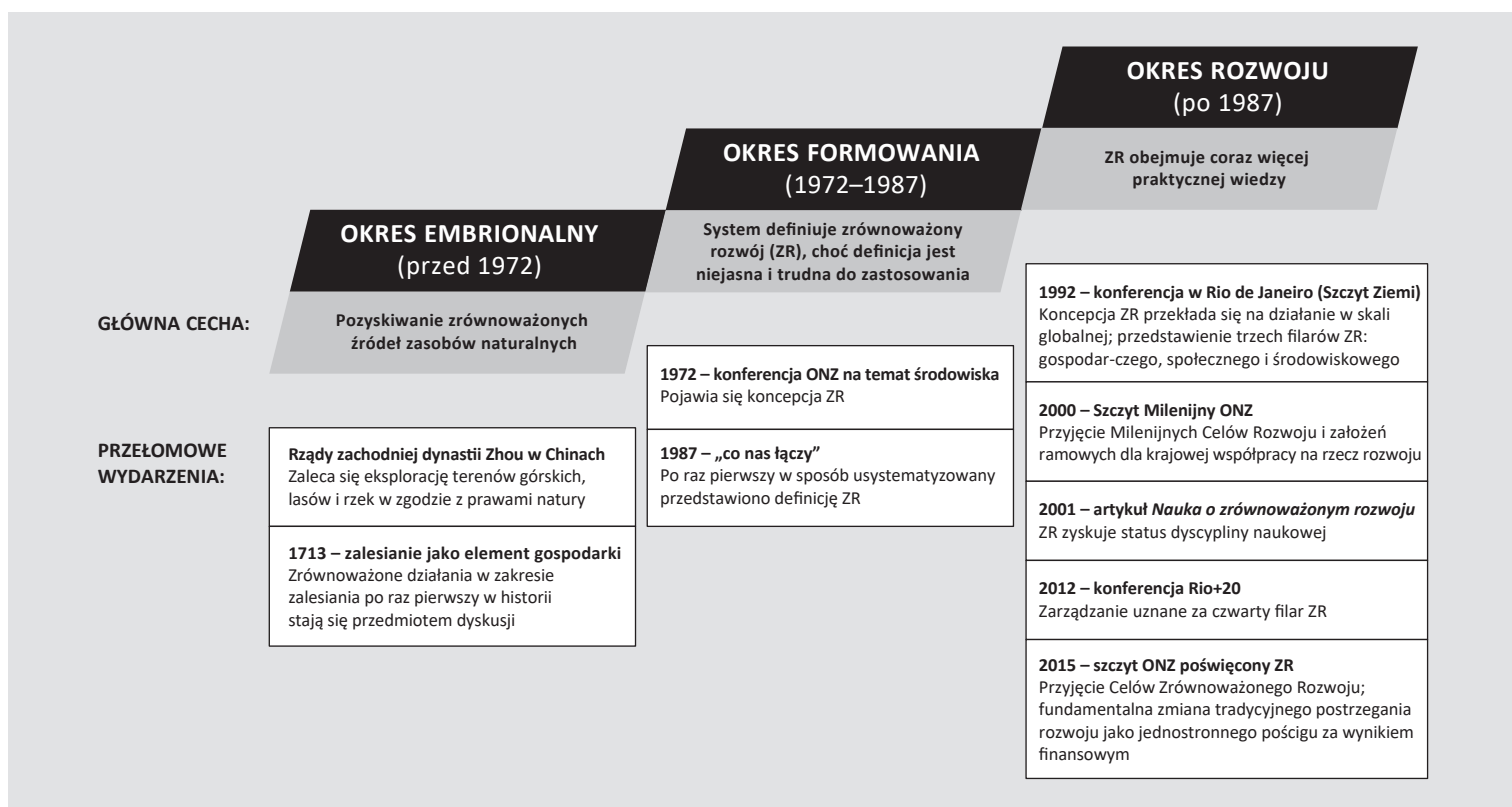 OKRES EMBRIONALNY
(przed 1972)
OKRES FORMOWANIA
(1972–1987)
OKRES ROZWOJU
(po 1987)
GŁÓWNA CECHA:
Pozyskiwanie zrównoważonych
źródeł zasobów naturalnych
System definiuje zrównoważony
rozwój (ZR), choć definicja jest
niejasna i trudna do zastosowania
ZR obejmuje coraz więcej
praktycznej wiedzy
PRZEŁOMOWE
WYDARZENIA:
Rządy zachodniej dynastii Zhou w Chinach
Zaleca się eksplorację terenów górskich,
lasów i rzek w zgodzie z prawami natury
1713 – zalesianie jako element gospodarki
Zrównoważone działania w zakresie
zalesiania po raz pierwszy w historii
stają się przedmiotem dyskusji
1972 – konferencja ONZ na temat środowiska
Pojawia się koncepcja ZR
1987 – „co nas łączy”
Po raz pierwszy w sposób usystematyzowany
przedstawiono definicję ZR
1992 – konferencja w Rio de Janeiro (Szczyt Ziemi)
Koncepcja ZR przekłada się na działanie w skali
globalnej; przedstawienie trzech filarów ZR:
gospodar-czego, społecznego i środowiskowego
2000 – Szczyt Milenijny ONZ
Przyjęcie Milenijnych Celów Rozwoju i założeń
ramowych dla krajowej współpracy na rzecz rozwoju
2001 – artykuł Nauka o zrównoważonym rozwoju
ZR zyskuje status dyscypliny naukowej
2012 – konferencja Rio+20
Zarządzanie uznane za czwarty filar ZR
2015 – szczyt ONZ poświęcony ZR
Przyjęcie Celów Zrównoważonego Rozwoju;
fundamentalna zmiana tradycyjnego postrzegania
rozwoju jako jednostronnego pościgu za wynikiem
finansowym